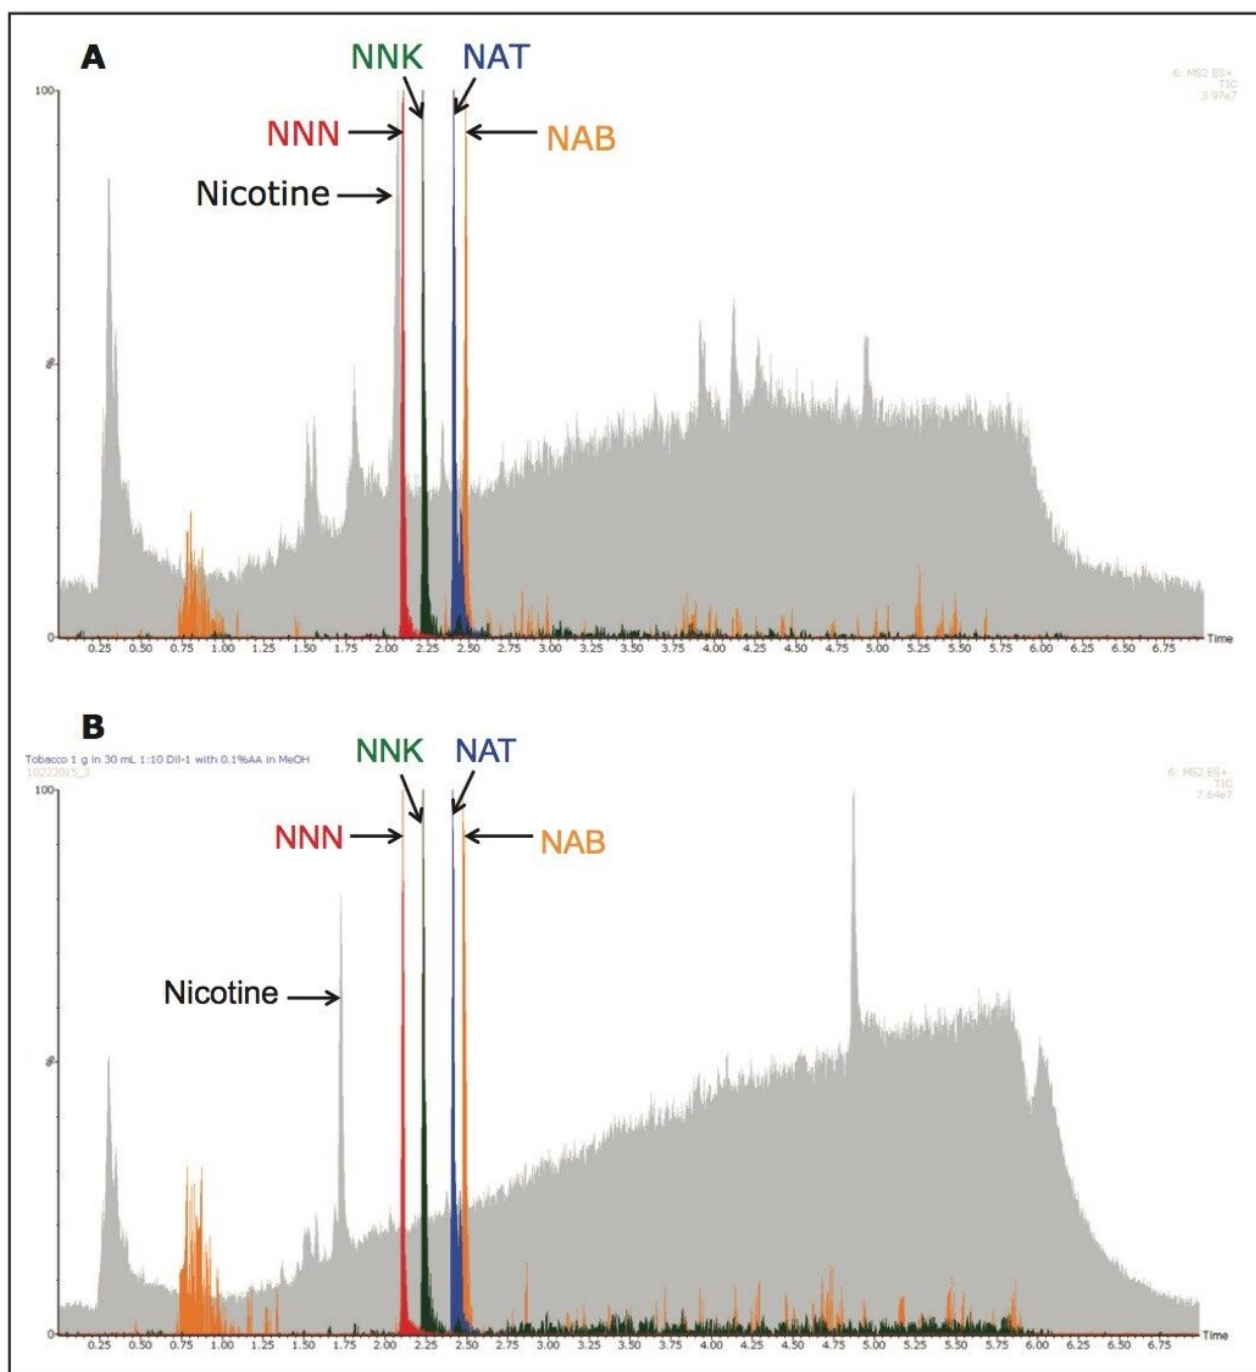 A
NNK NAT
6: MS2 ES+
TIC
3.97e7
100
NNN NAB
Nicotine
%
0
0.25 0.50 0.75 1.00 1.25 1.50 1.75 2.00 2.25 2.50 2.75 3.00 3.25 3.50 3.75 4.00 4.25 4.50 4.75 5.00 5.25 5.50 5.75 6.00 6.25 6.50 6.75 Time
B
NNK NAT
Tobacco 1 g in 30 mL 1:10 Dil-1 with 0.1%AA in MeOH
10222015_3
6: MS2 ES+
TIC
7.64e7
100
NNN NAB
Nicotine
%
0
0.25 0.50 0.75 1.00 1.25 1.50 1.75 2.00 2.25 2.50 2.75 3.00 3.25 3.50 3.75 4.00 4.25 4.50 4.75 5.00 5.25 5.50 5.75 6.00 6.25 6.50 6.75 Time